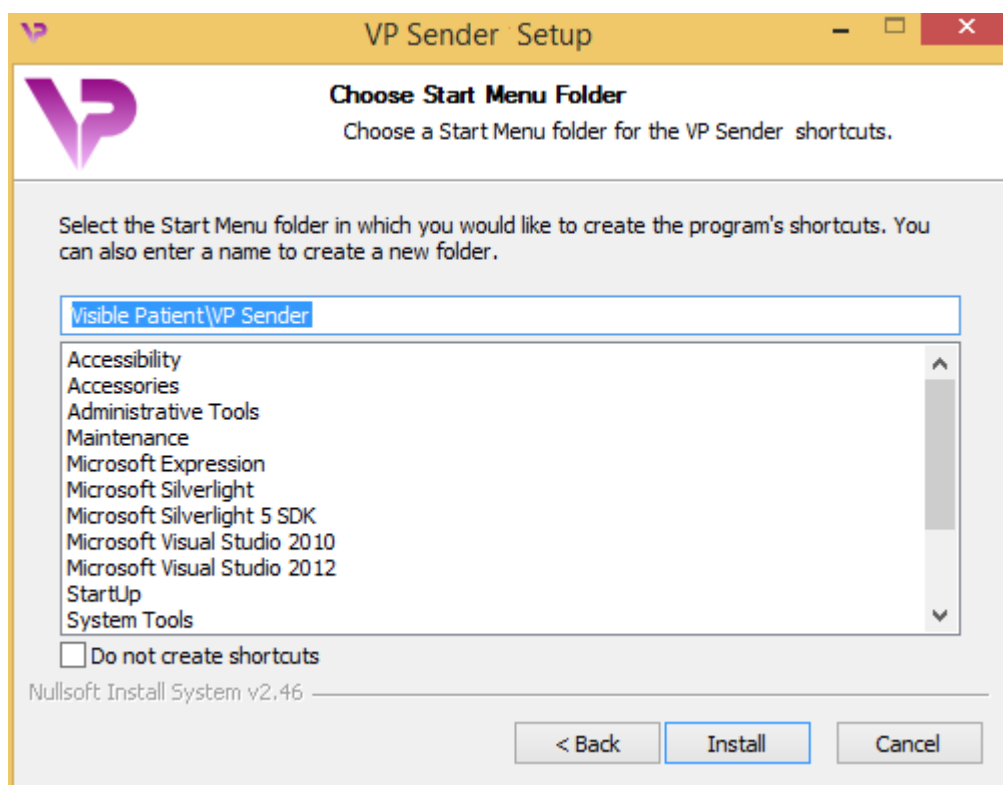 VP Sender Setup
VP
Choose Start Menu Folder
Choose a Start Menu folder for the VP Sender shortcuts.
Select the Start Menu folder in which you would like to create the program's shortcuts. You
can also enter a name to create a new folder.
Visible Patient\VP Sender
Accessibility
Accessories
Administrative Tools
Maintenance
Microsoft Expression
Microsoft Silverlight
Microsoft Silverlight 5 SDK
Microsoft Visual Studio 2010
Microsoft Visual Studio 2012
StartUp
System Tools
Do not create shortcuts
Nullsoft Install System v2.46
< Back Install Cancel